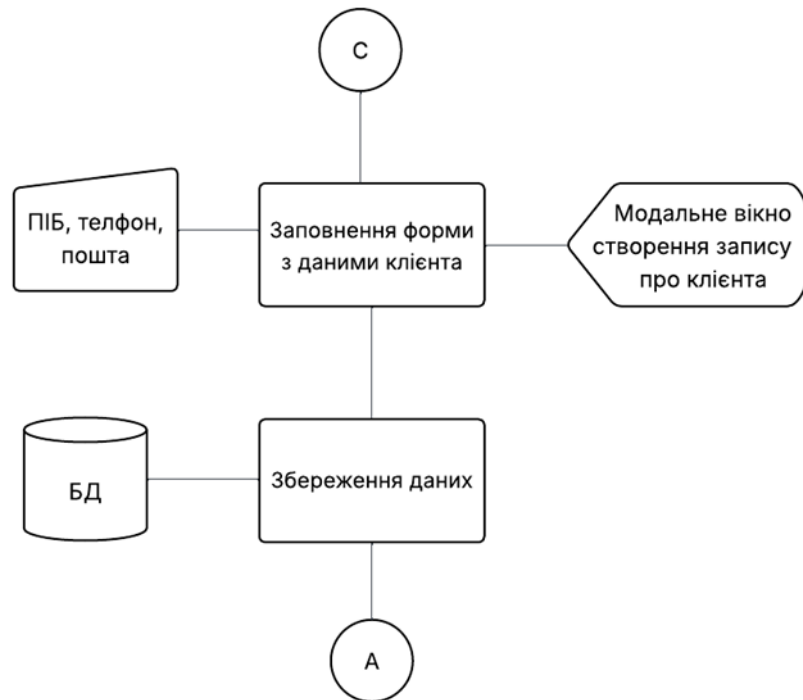 С
ПІБ, телфон,
пошта
Заповнення форми
з даними клієнта
Модальне вікно
створення запису
про клієнта
БД
Збереження даних
А